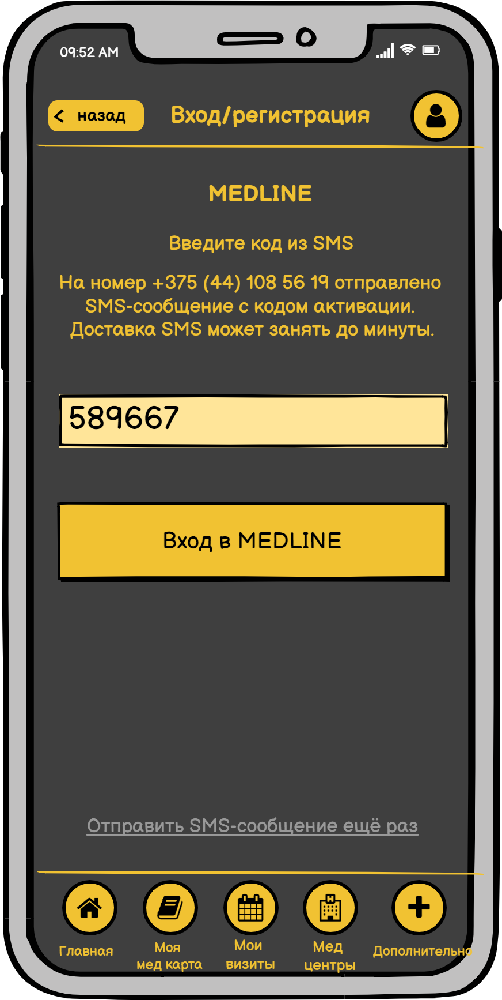 09:52 AM
< назад
Вход/регистрация
MEDLINE
Введите код из SMS
На номер +375 (44) 108 56 19 отправлено
SMS-сообщение с кодом активации.
Доставка SMS может занять до минуты.
589667
Вход в MEDLINE
Отправить SMS-сообщение ещё раз
H
Главная
Моя
мед карта
Мои
визиты
Мед
центры
Дополнительно